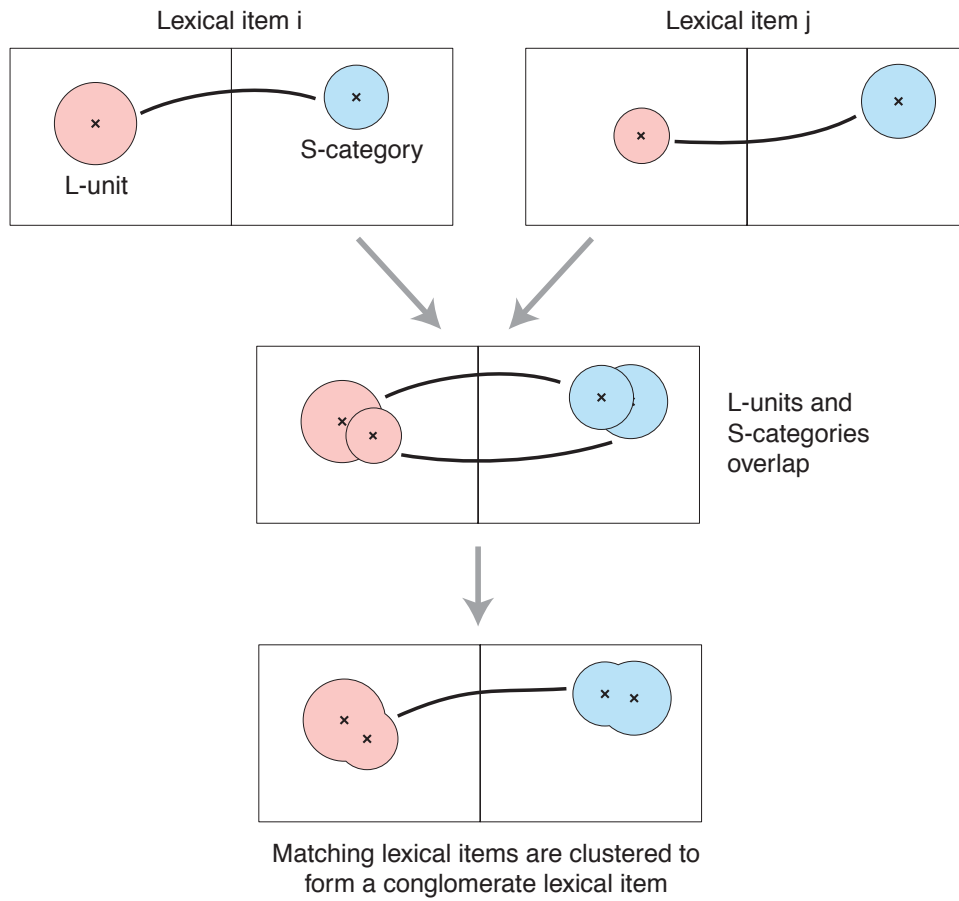 Lexical item i
Lexical item j
S-category
L-unit
L-units and
S-categories
overlap
Matching lexical items are clustered to
form a conglomerate lexical item